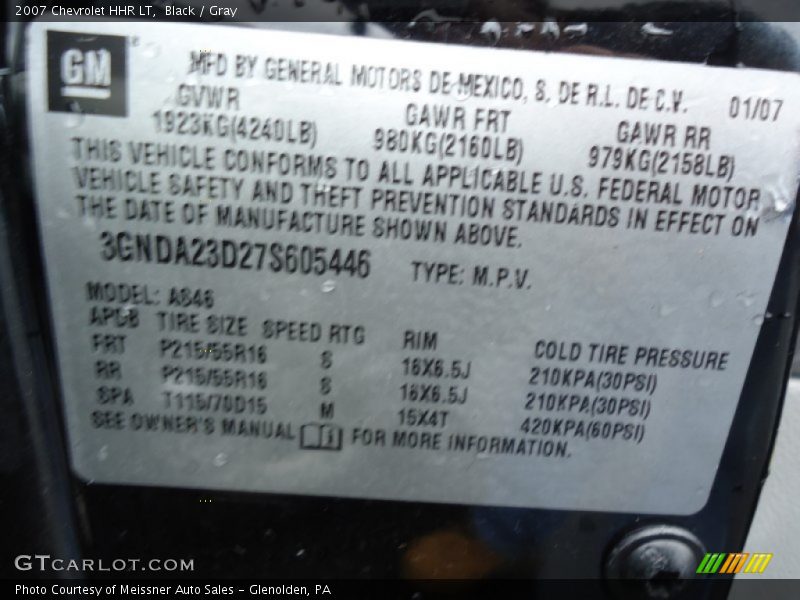 2007 Chevrolet HHR LT, Black / Gray
GM
MFD BY GENERAL MOTORS DE MEXICO, S. DE R.L. DE C.V. 01/07
GVWR GAWR FRT GAWR RR
1923KG(4240LB) 980KG(2160LB) 979KG(2158LB)
THIS VEHICLE CONFORMS TO ALL APPLICABLE U.S. FEDERAL MOTOR
VEHICLE SAFETY AND THEFT PREVENTION STANDARDS IN EFFECT ON
THE DATE OF MANUFACTURE SHOWN ABOVE.
3GNDA23D27S605446 TYPE: M.P.V.
MODEL: AS46
APGB TIRE SIZE SPEED RTG RIM COLD TIRE PRESSURE
FRT P215/55R16 S 16X6.5J 210KPA(30PSI)
RR P215/55R16 S 16X6.5J 210KPA(30PSI)
SPA T115/70D15 M 15X4T 420KPA(60PSI)
SEE OWNER'S MANUAL FOR MORE INFORMATION.
GTCARLOT.COM
Photo Courtesy of Meissner Auto Sales - Glenolden, PA